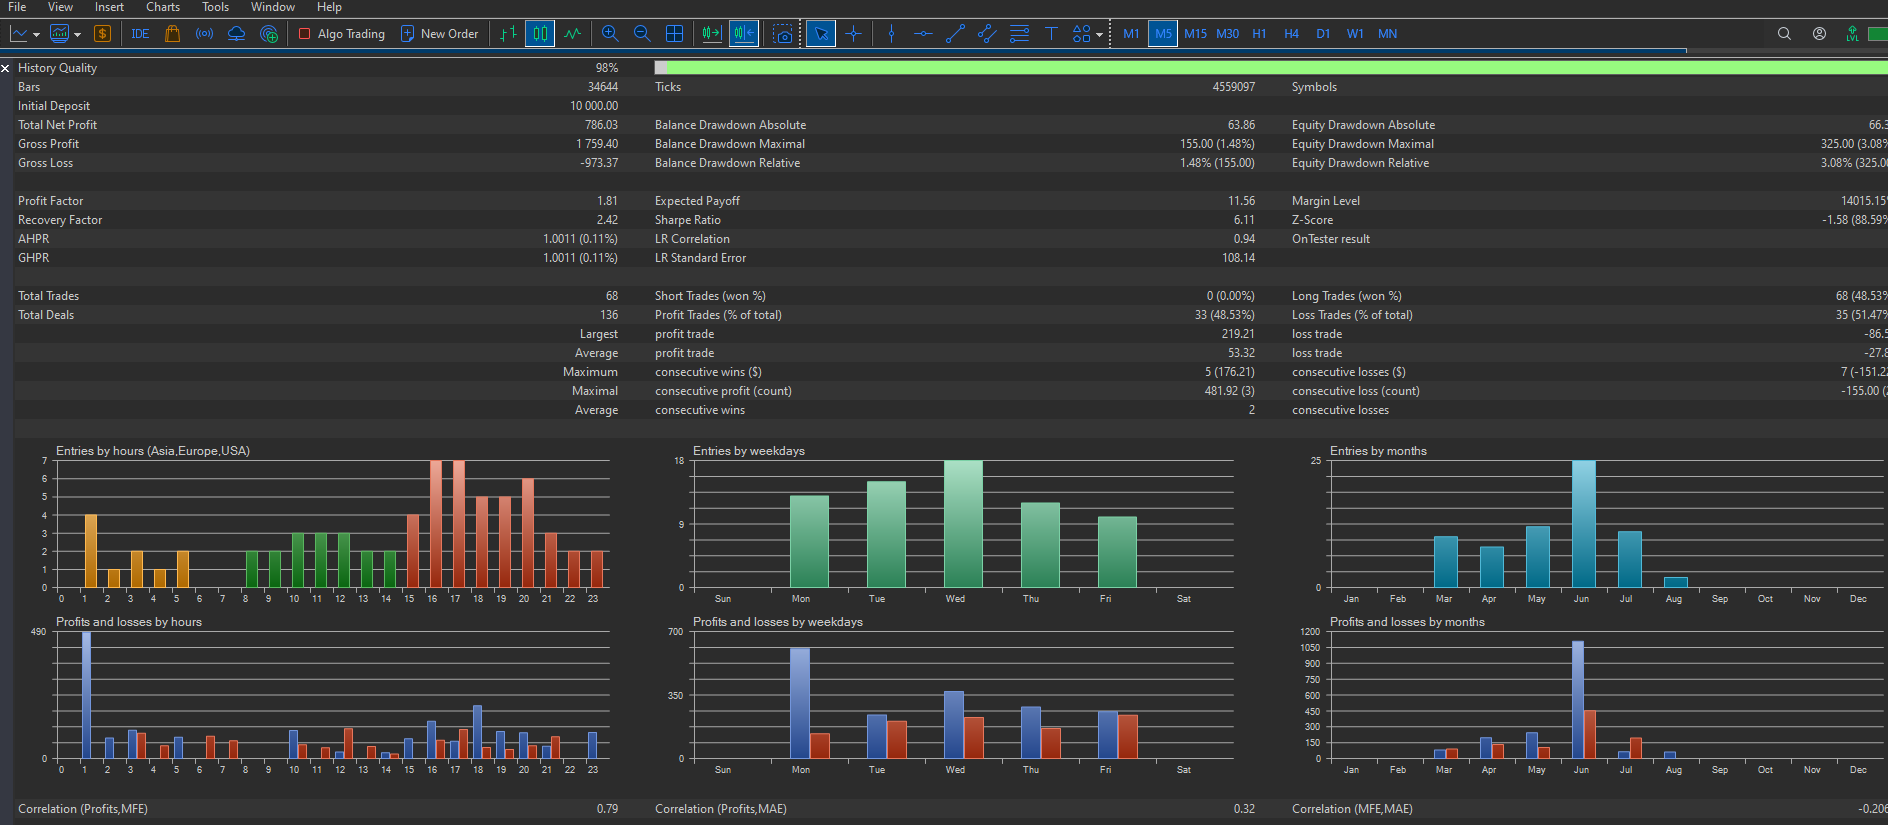 File View Insert Charts Tools Window Help
IDE Algo Trading New Order M1 M5 M15 M30 H1 H4 D1 W1 MN LVL
History Quality 98%
Bars 34644 Ticks 4559097 Symbols
Initial Deposit 10 000.00
Total Net Profit 786.03 Balance Drawdown Absolute 63.86 Equity Drawdown Absolute 66.3
Gross Profit 1 759.40 Balance Drawdown Maximal 155.00 (1.48%) Equity Drawdown Maximal 325.00 (3.08%
Gross Loss -973.37 Balance Drawdown Relative 1.48% (155.00) Equity Drawdown Relative 3.08% (325.00
Profit Factor 1.81 Expected Payoff 11.56 Margin Level 14015.15%
Recovery Factor 2.42 Sharpe Ratio 6.11 Z-Score -1.58 (88.59%
AHPR 1.0011 (0.11%) LR Correlation 0.94 OnTester result
GHPR 1.0011 (0.11%) LR Standard Error 108.14
Total Trades 68 Short Trades (won %) 0 (0.00%) Long Trades (won %) 68 (48.53%
Total Deals 136 Profit Trades (% of total) 33 (48.53%) Loss Trades (% of total) 35 (51.47%
Largest profit trade 219.21 loss trade -86.5
Average profit trade 53.32 loss trade -27.8
Maximum consecutive wins ($) 5 (176.21) consecutive losses ($) 7 (-151.22
Maximal consecutive profit (count) 481.92 (3) consecutive loss (count) -155.00 (2
Average consecutive wins 2 consecutive losses
Entries by hours (Asia,Europe,USA)
7
6
5
4
3
2
1
0
0 1 2 3 4 5 6 7 8 9 10 11 12 13 14 15 16 17 18 19 20 21 22 23
Entries by weekdays
18
9
0
Sun Mon Tue Wed Thu Fri Sat
Entries by months
25
0
Jan Feb Mar Apr May Jun Jul Aug Sep Oct Nov Dec
Profits and losses by hours
490
0
0 1 2 3 4 5 6 7 8 9 10 11 12 13 14 15 16 17 18 19 20 21 22 23
Profits and losses by weekdays
700
350
0
Sun Mon Tue Wed Thu Fri Sat
Profits and losses by months
1200
1050
900
750
600
450
300
150
0
Jan Feb Mar Apr May Jun Jul Aug Sep Oct Nov Dec
Correlation (Profits,MFE) 0.79 Correlation (Profits,MAE) 0.32 Correlation (MFE,MAE) -0.206